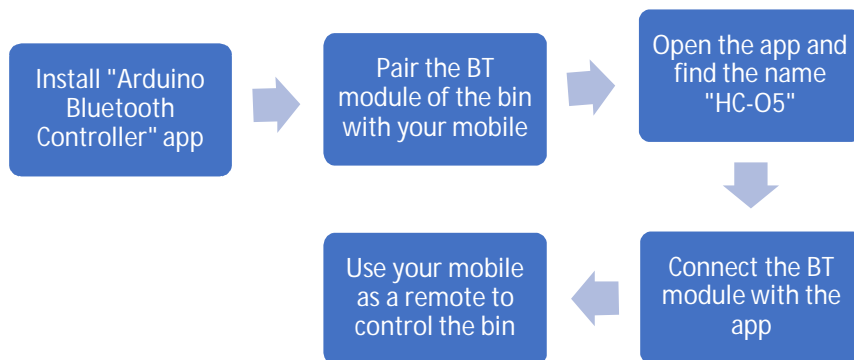 Install "Arduino
Bluetooth
Controller" app
Pair the BT
module of the bin
with your mobile
Open the app and
find the name
"HC-O5"
Connect the BT
module with the
app
Use your mobile
as a remote to
control the bin